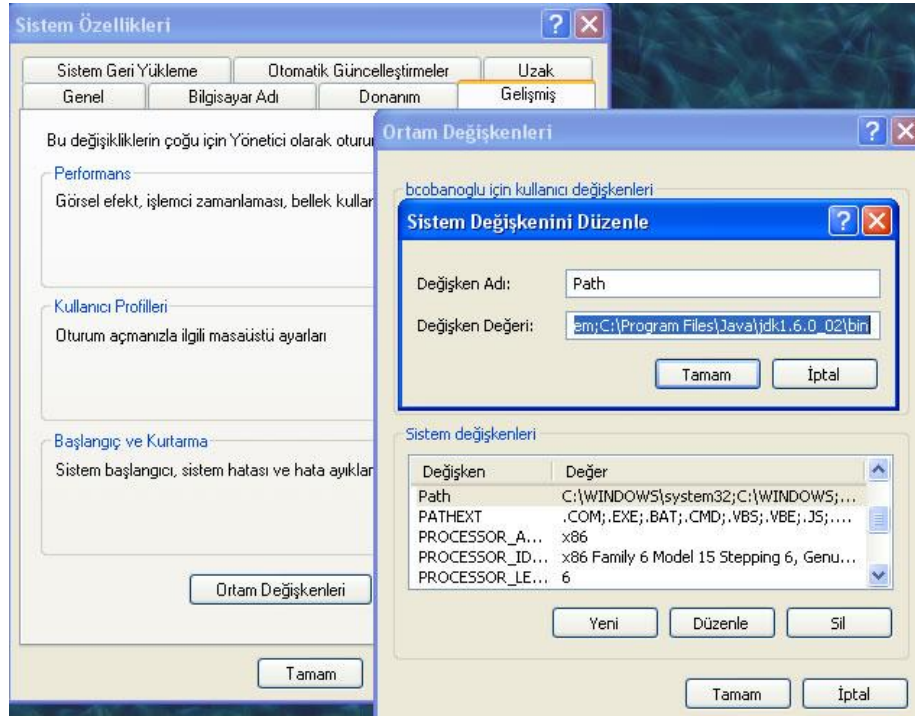 Sistem Özellikleri
Sistem Geri Yükleme Otomatik Güncelleştirmeler Uzak
Genel Bilgisayar Adı Donanım Gelişmiş
Bu değişikliklerin çoğu için Yönetici olarak oturu
Performans
Görsel efekt, işlemci zamanlaması, bellek kullar
Kullanıcı Profilleri
Oturum açmanızla ilgili masaüstü ayarları
Başlangıç ve Kurtarma
Sistem başlangıcı, sistem hatası ve hata ayıklar
Ortam Değişkenleri
Tamam
Ortam Değişkenleri
bcobanoglu için kullanıcı değişkenleri
Sistem Değişkenini Düzenle
Değişken Adı: Path
Değişken Değeri: em;C:\Program Files\Java\jdk1.6.0_02\bin
Tamam İptal
Sistem değişkenleri
Değişken Değer
Path C:\WINDOWS\system32;C:\WINDOWS;...
PATHEXT .COM;.EXE;.BAT;.CMD;.VBS;.VBE;.JS;....
PROCESSOR_A... x86
PROCESSOR_ID... x86 Family 6 Model 15 Stepping 6, Genu...
PROCESSOR_LE... 6
Yeni Düzenle Sil
Tamam İptal